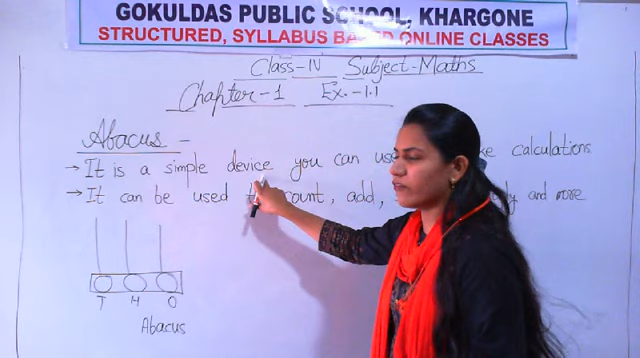 GOKULDAS PUBLIC SCHOOL, KHARGONE
STRUCTURED, SYLLABUS BASED ONLINE CLASSES
Class-IV Subject-Maths
Chapter-1 Ex.-1.1
Abacus -
→ It is a simple device you can use calculations
→ It can be used count, add, and more
T H O
Abacus